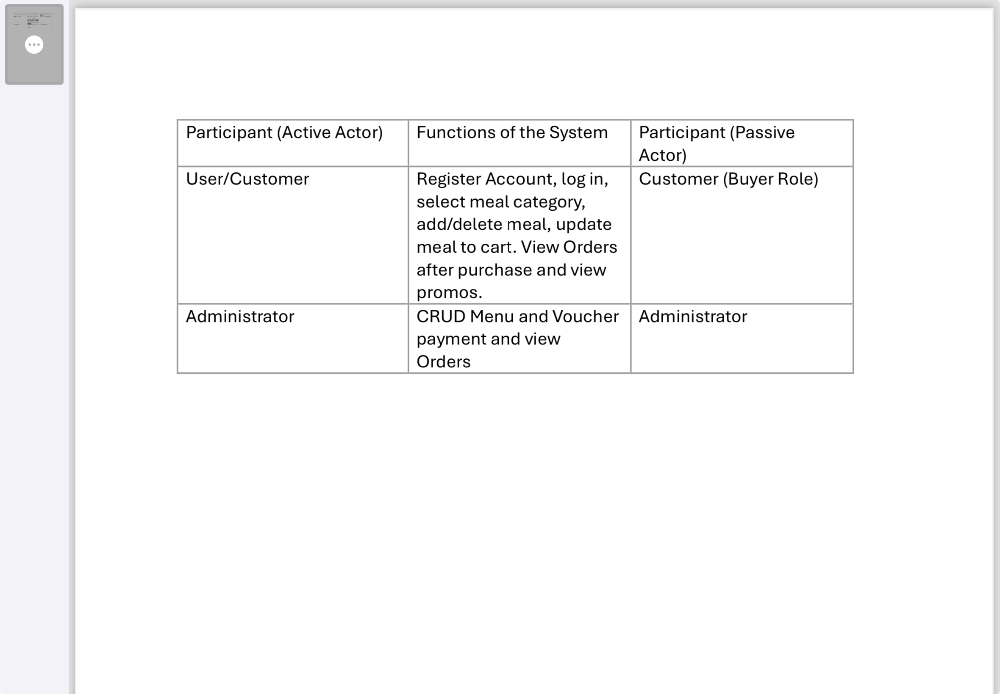 Participant (Active Actor)
Functions of the System
Participant (Passive
Actor)
User/Customer
Register Account, log in,
select meal category,
add/delete meal, update
meal to cart. View Orders
after purchase and view
promos.
Customer (Buyer Role)
Administrator
CRUD Menu and Voucher
payment and view
Orders
Administrator